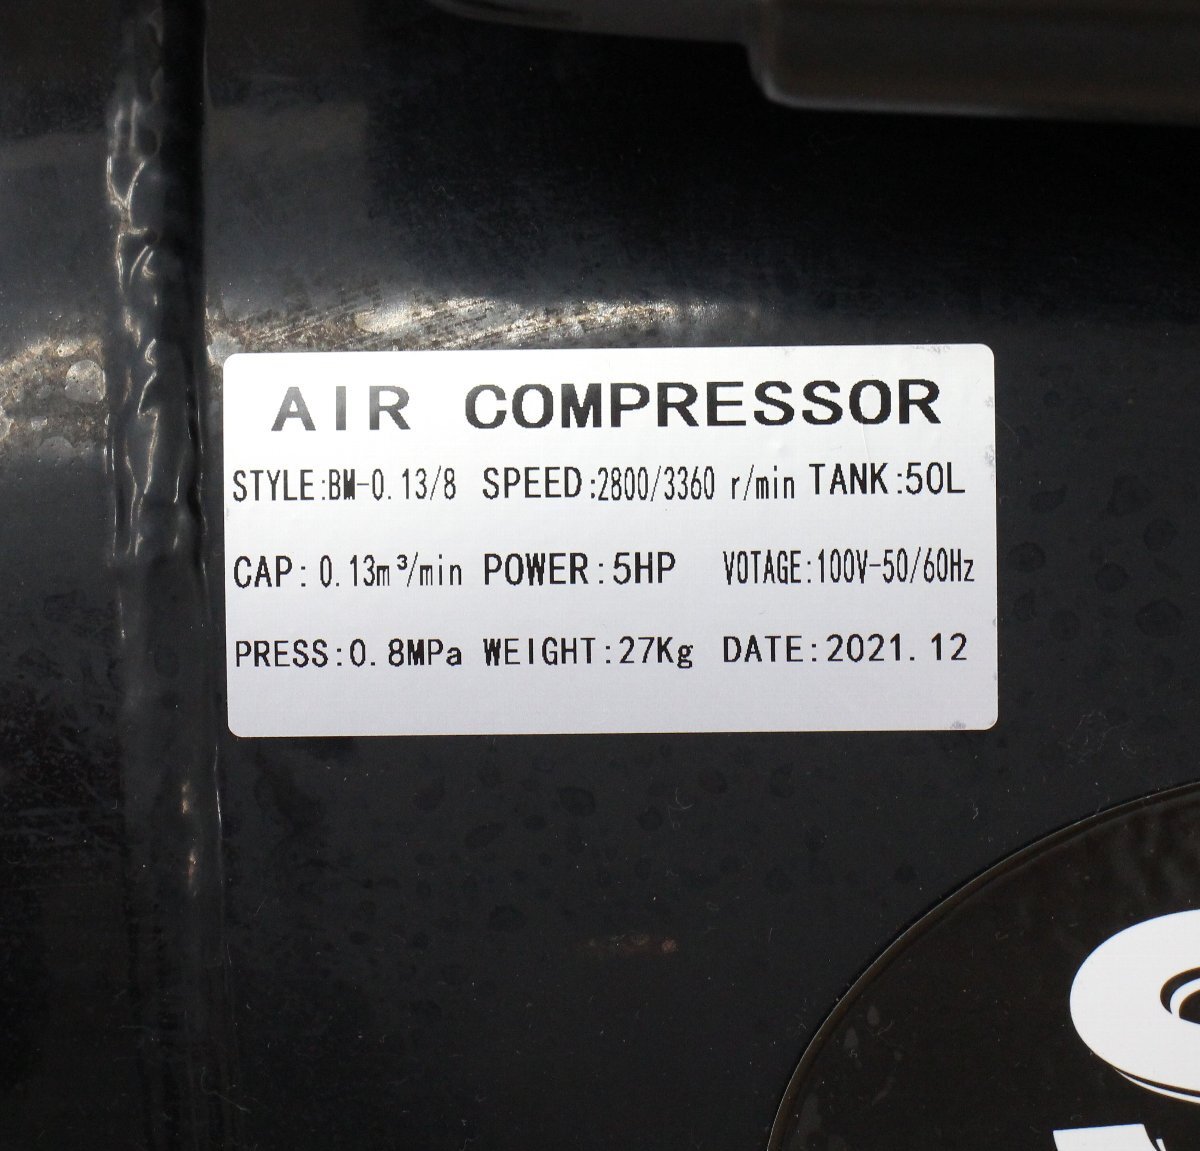 AIR COMPRESSOR
STYLE:BM-0.13/8 SPEED:2800/3360 r/min TANK:50L
CAP: 0.13m³/min POWER:5HP VOTAGE:100V-50/60Hz
PRESS:0.8MPa WEIGHT:27Kg DATE:2021.12